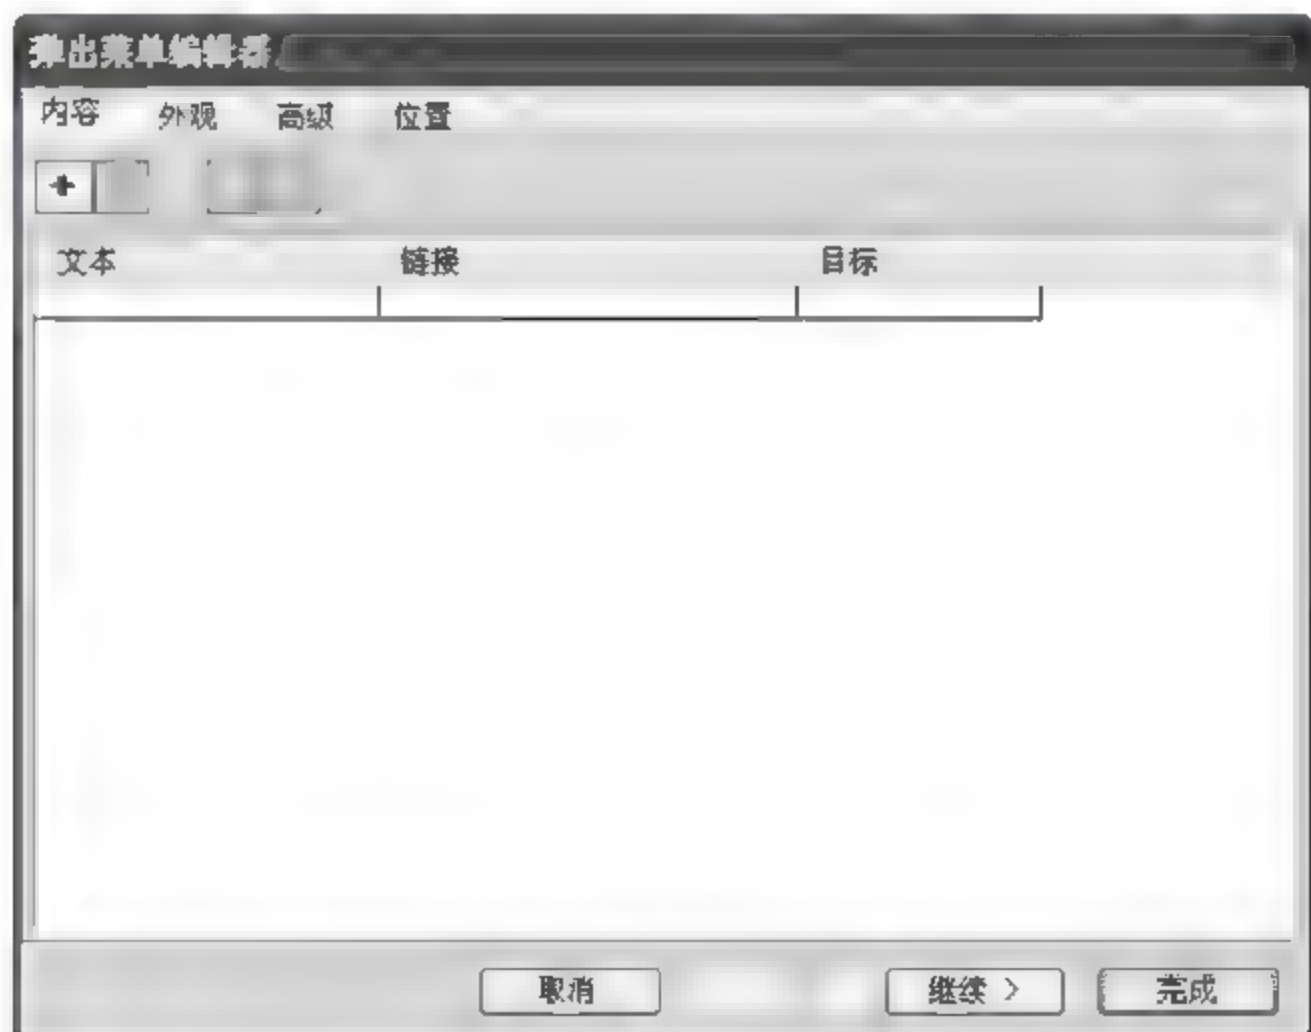 弹出菜单编辑器
内容 外观 高级 位置
文本 链接 目标
取消 继续 > 完成